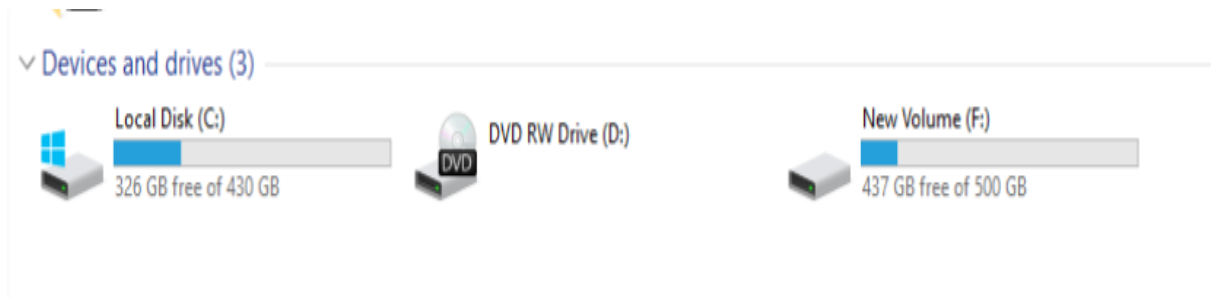 Devices and drives (3)
Local Disk (C:)
326 GB free of 430 GB
DVD RW Drive (D:)
DVD
New Volume (F:)
437 GB free of 500 GB